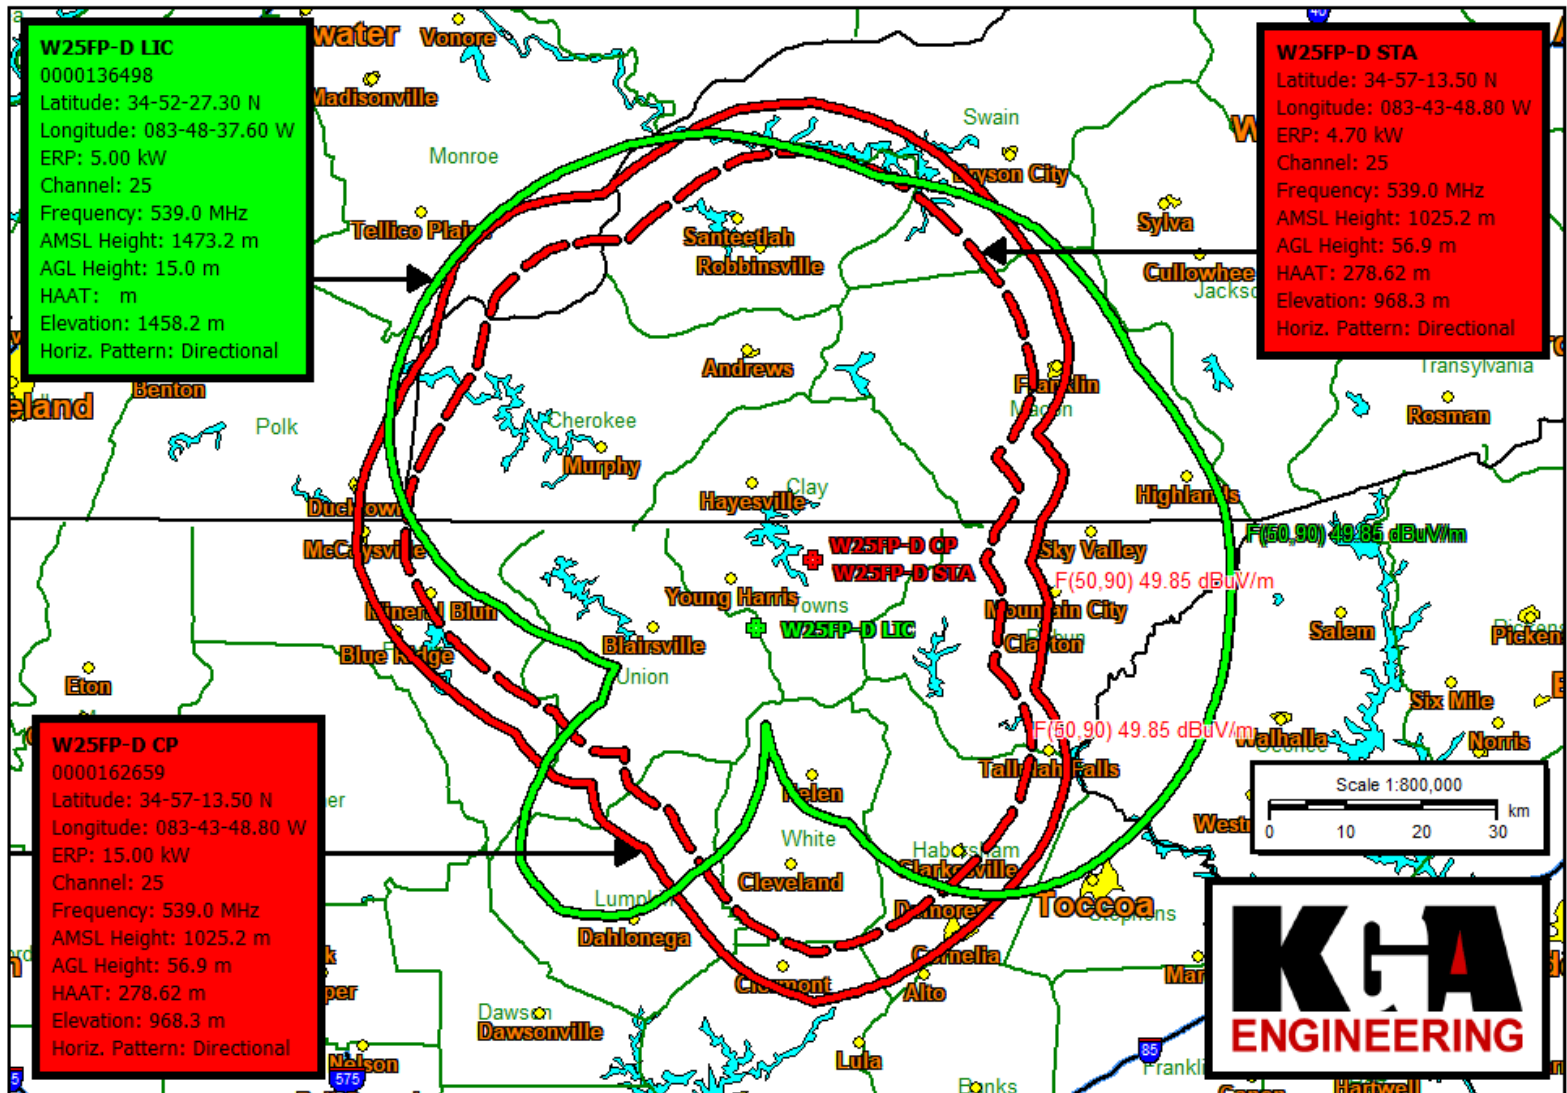 W25FP-D LIC
0000136498
Latitude: 34-52-27.30 N
Longitude: 083-48-37.60 W
ERP: 5.00 kW
Channel: 25
Frequency: 539.0 MHz
AMSL Height: 1473.2 m
AGL Height: 15.0 m
HAAT: m
Elevation: 1458.2 m
Horiz. Pattern: Directional
W25FP-D STA
Latitude: 34-57-13.50 N
Longitude: 083-43-48.80 W
ERP: 4.70 kW
Channel: 25
Frequency: 539.0 MHz
AMSL Height: 1025.2 m
AGL Height: 56.9 m
HAAT: 278.62 m
Elevation: 968.3 m
Horiz. Pattern: Directional
water
Vonore
40
Madisonville
Swain
Monroe
Bryson City
Tellico Plains
Santeetlah
Robbinsville
Sylva
Cullowhee
Andrews
Franklin
Macon
Transylvania
Rosman
Benton
eland
Polk
Cherokee
Murphy
Clay
Hayesville
Highlands
Ducktown
McCaysville
W25FP-D CP
W25FP-D STA
Sky Valley
F(50,90) 49.85 dBuV/m
F(50,90) 49.85 dBuV/m
Young Harris
Towns
Mountain City
Mineral Bluff
W25FP-D LIC
Blairsville
Clayton
Rabun
Salem
Picken
Blue Ridge
Union
Eton
Six Mile
F(50,90) 49.85 dBuV/m
Walhalla
Norris
Tallulah Falls
Helen
White
Habersham
Clarkesville
Cleveland
Lumpkin
Dahlonega
Demorest
Toccoa
Stephens
Cornelia
Clermont
Alto
Mar
Dawson
Dawsonville
Nelson
575
Lula
Banks
85
Franklin
Hartwell
W25FP-D CP
0000162659
Latitude: 34-57-13.50 N
Longitude: 083-43-48.80 W
ERP: 15.00 kW
Channel: 25
Frequency: 539.0 MHz
AMSL Height: 1025.2 m
AGL Height: 56.9 m
HAAT: 278.62 m
Elevation: 968.3 m
Horiz. Pattern: Directional
Scale 1:800,000
0 10 20 30 km
KGA
ENGINEERING